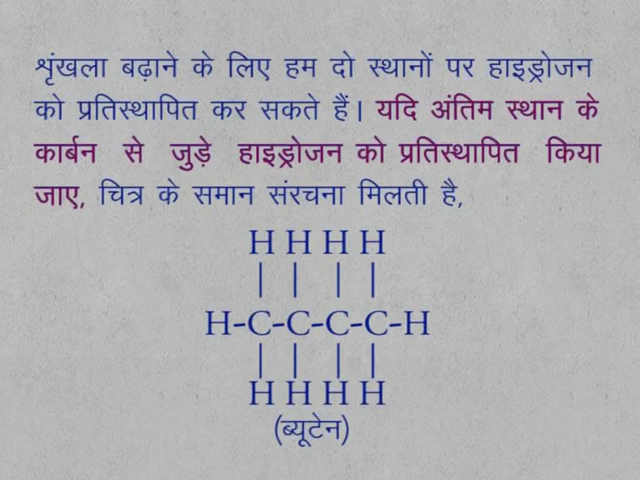 शृंखला बढ़ाने के लिए हम दो स्थानों पर हाइड्रोजन
को प्रतिस्थापित कर सकते हैं। यदि अंतिम स्थान के
कार्बन से जुड़े हाइड्रोजन को प्रतिस्थापित किया
जाए, चित्र के समान संरचना मिलती है,
H H H H
| | | |
H-C-C-C-C-H
| | | |
H H H H
(ब्यूटेन)